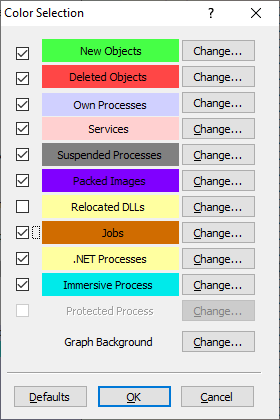 Color Selection ? ×
New Objects Change...
Deleted Objects Change...
Own Processes Change...
Services Change...
Suspended Processes Change...
Packed Images Change...
Relocated DLLs Change...
Jobs Change...
.NET Processes Change...
Immersive Process Change...
Protected Process Change...
Graph Background Change...
Defaults OK Cancel